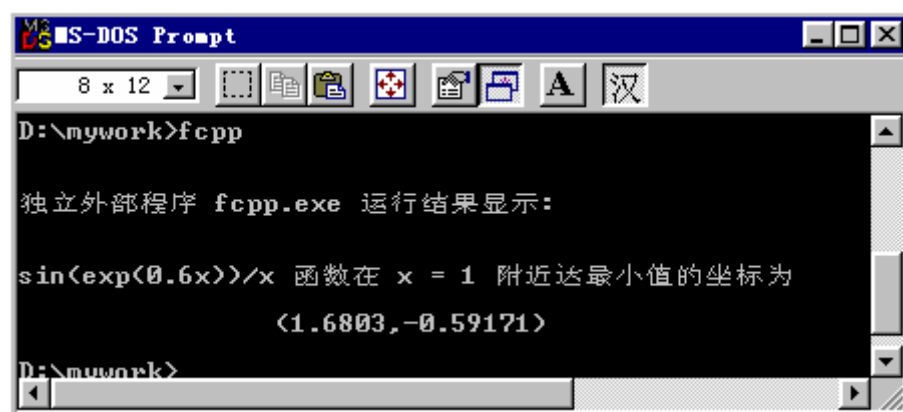 MS-DOS Prompt
8 x 12
A
汉
D:\mywork>fcpp
独立外部程序 fcpp.exe 运行结果显示:
sin(exp(0.6x))/x 函数在 x = 1 附近达最小值的坐标为
(1.6803,-0.59171)
D:\mywork>